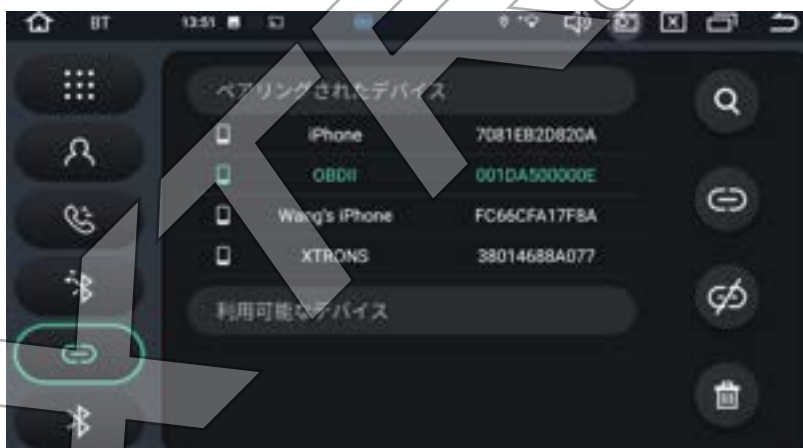 BT 13:51
ペアリングされたデバイス
iPhone 7081EB2D820A
OBDII 001DA500000E
Wang's iPhone FC66CFA17F8A
XTRONS 38014688A077
利用可能なデバイス